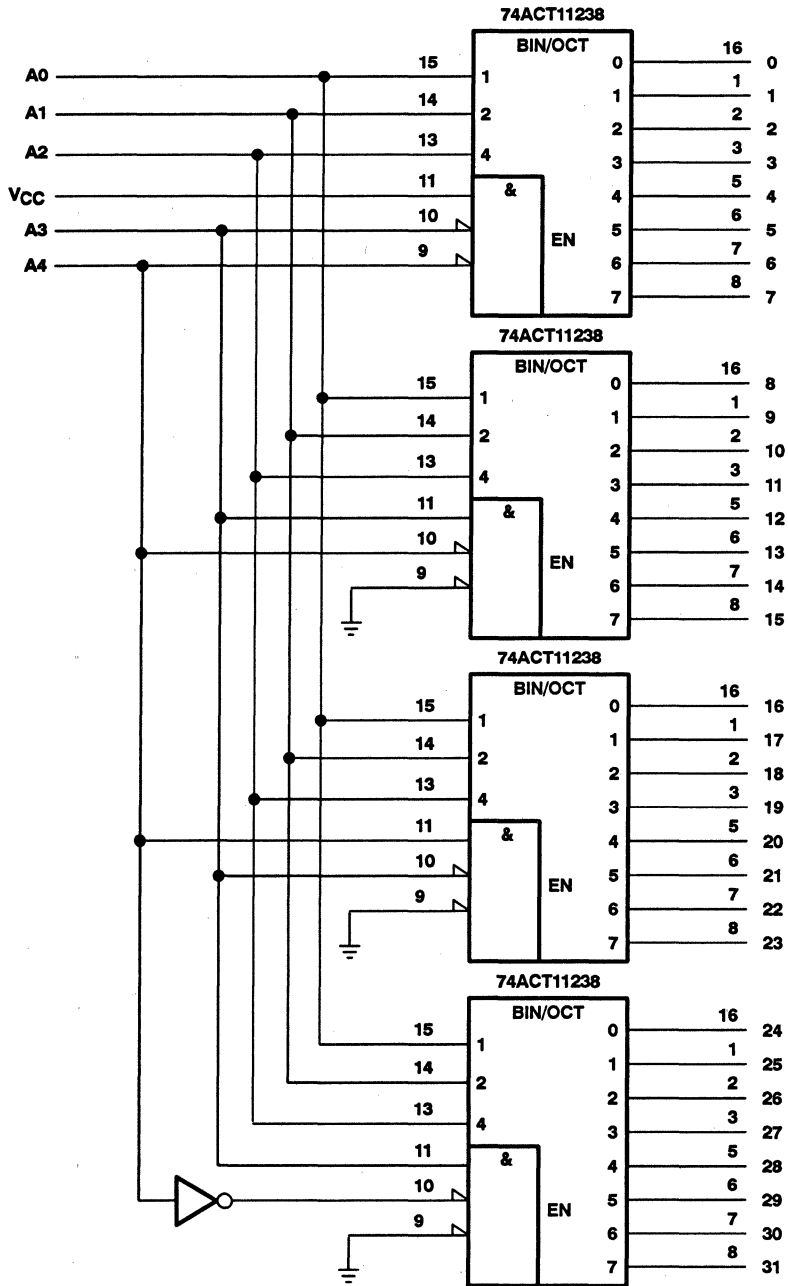 74ACT11238
BIN/OCT
A0 15 1 0 16 0
A1 14 2 1 1 1
A2 13 4 2 2 2
3 3 3
VCC 11 & 4 5 4
A3 10 5 6 5
EN
A4 9 6 7 6
7 8 7
74ACT11238
BIN/OCT
15 1 0 16 8
14 2 1 1 9
13 4 2 2 10
3 3 11
11 & 4 5 12
10 5 6 13
EN
9 6 7 14
7 8 15
74ACT11238
BIN/OCT
15 1 0 16 16
14 2 1 1 17
13 4 2 2 18
3 3 19
11 & 4 5 20
10 5 6 21
EN
9 6 7 22
7 8 23
74ACT11238
BIN/OCT
15 1 0 16 24
14 2 1 1 25
13 4 2 2 26
3 3 27
11 & 4 5 28
10 5 6 29
EN
9 6 7 30
7 8 31